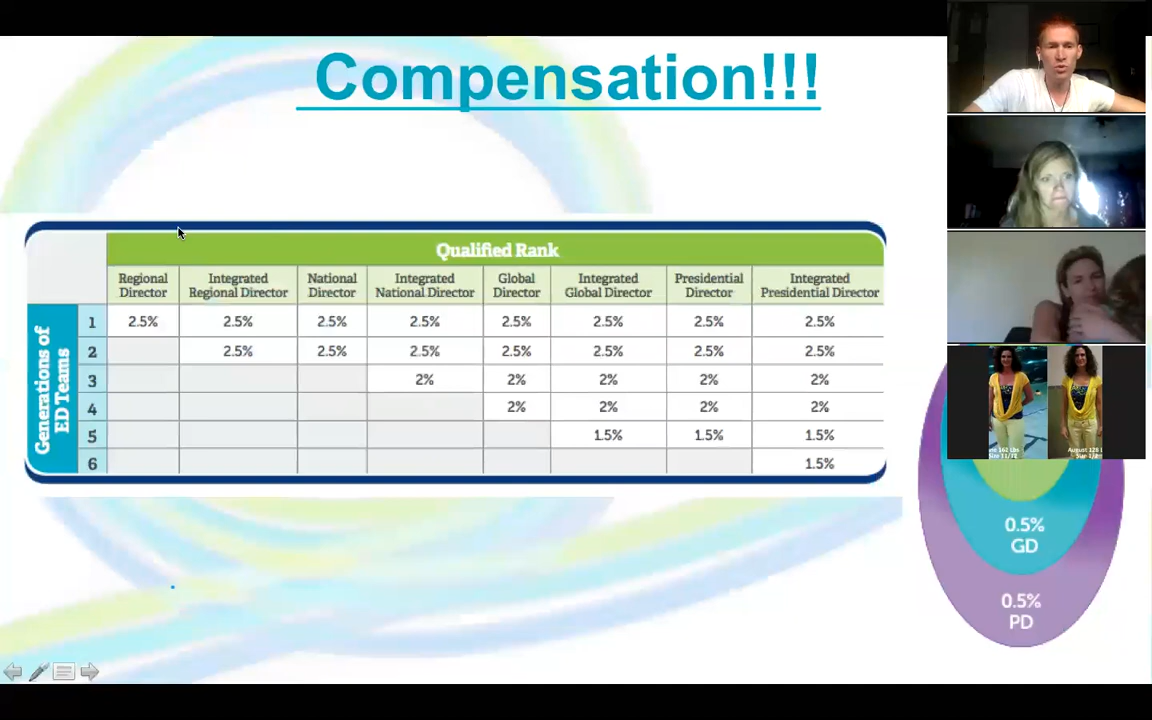 Compensation!!!
Qualified Rank
Regional Director
Integrated Regional Director
National Director
Integrated National Director
Global Director
Integrated Global Director
Presidential Director
Integrated Presidential Director
Generations of
ED Teams
1 2.5% 2.5% 2.5% 2.5% 2.5% 2.5% 2.5% 2.5%
2 2.5% 2.5% 2.5% 2.5% 2.5% 2.5% 2.5%
3 2% 2% 2% 2% 2%
4 2% 2% 2% 2%
5 1.5% 1.5% 1.5%
6 1.5%
0.5%
GD
0.5%
PD
162 Lbs
August 125